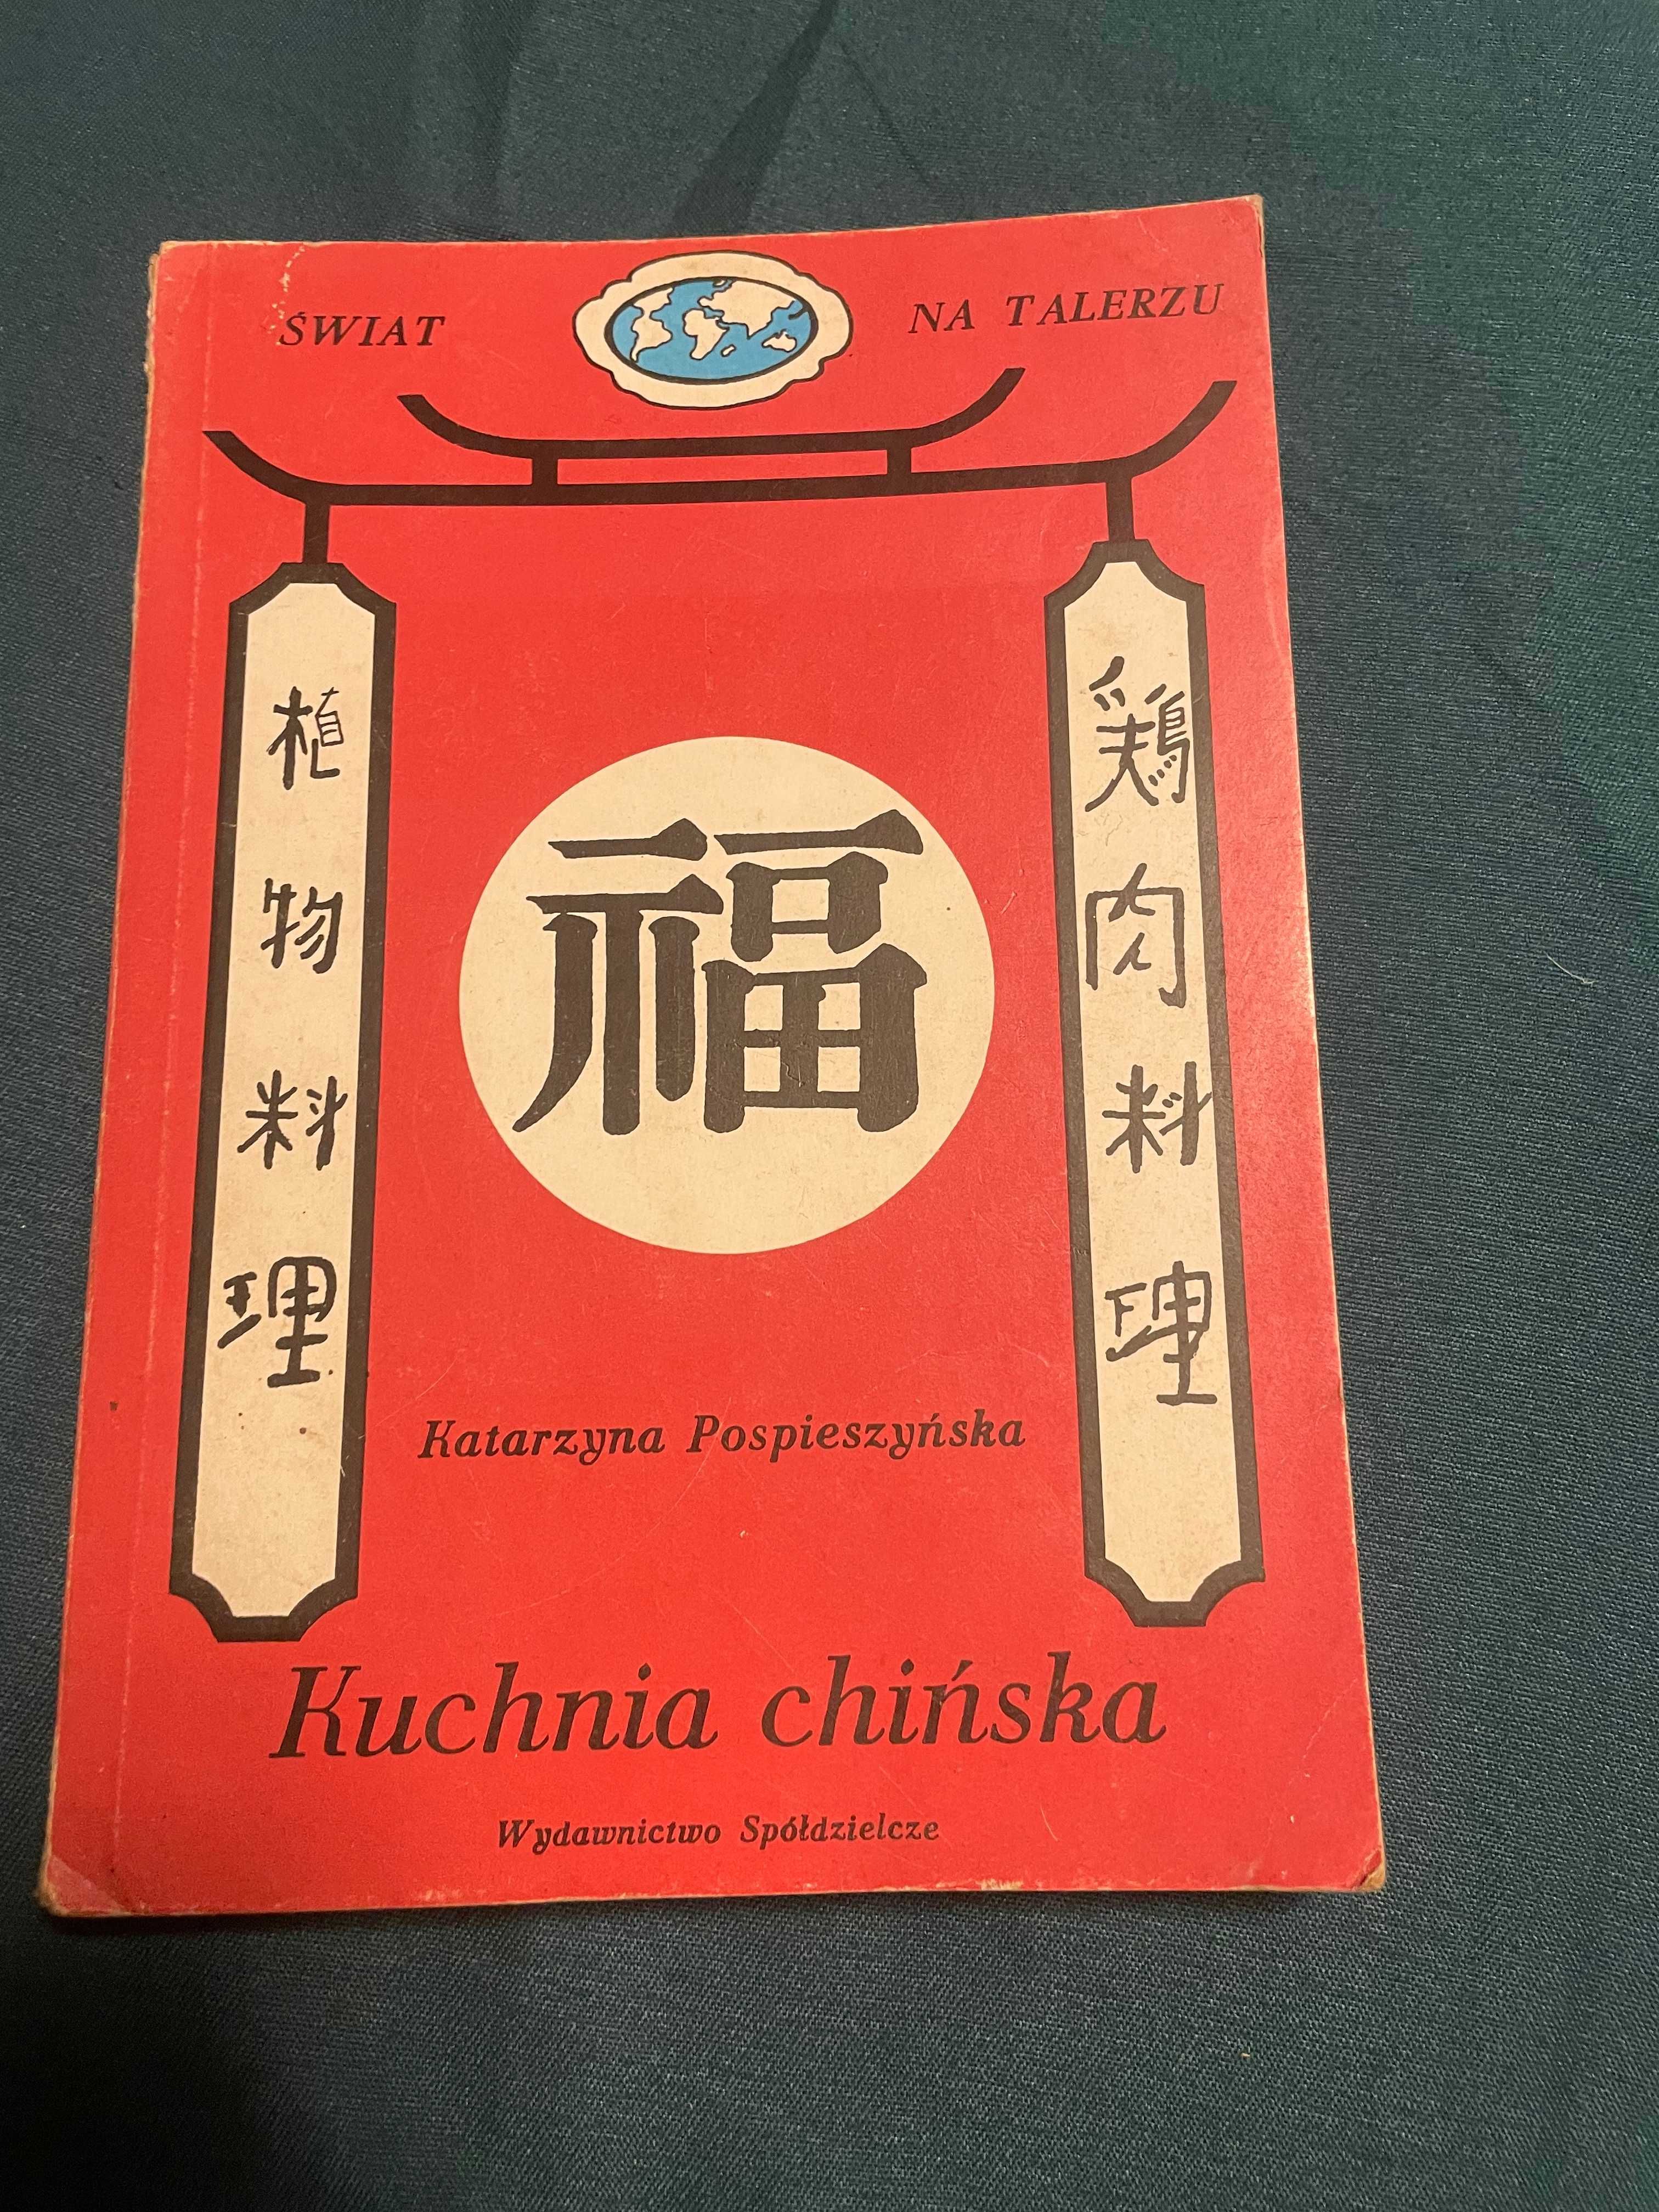 ŚWIAT NA TALERZU
植物料理
福
鶏肉料理
Katarzyna Pospieszyńska
Kuchnia chińska
Wydawnictwo Spółdzielcze